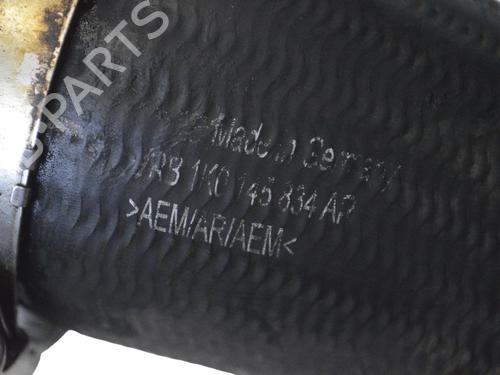 Made in Germany
1K0 145 834 AP
>AEM/AR/AEM<
PARTS